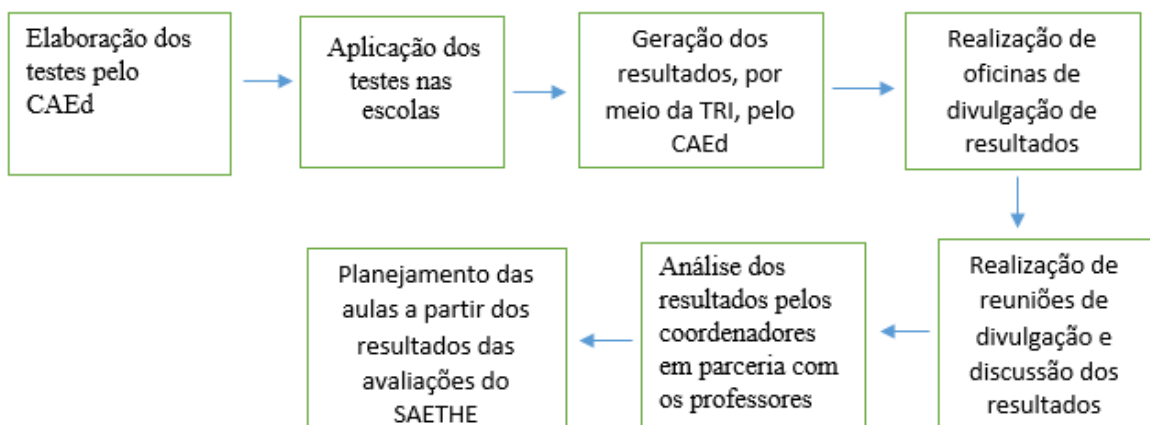 Elaboração dos
testes pelo
CAEd
Aplicação dos
testes nas
escolas
Geração dos
resultados, por
meio da TRI, pelo
CAEd
Realização de
oficinas de
divulgação de
resultados
Realização de
reuniões de
divulgação e
discussão dos
resultados
Análise dos
resultados pelos
coordenadores
em parceria com
os professores
Planejamento das
aulas a partir dos
resultados das
avaliações do
SAETHE